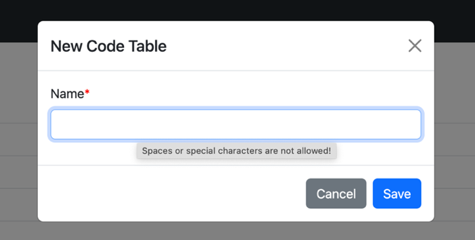 New Code Table
Name*
Spaces or special characters are not allowed!
Cancel Save